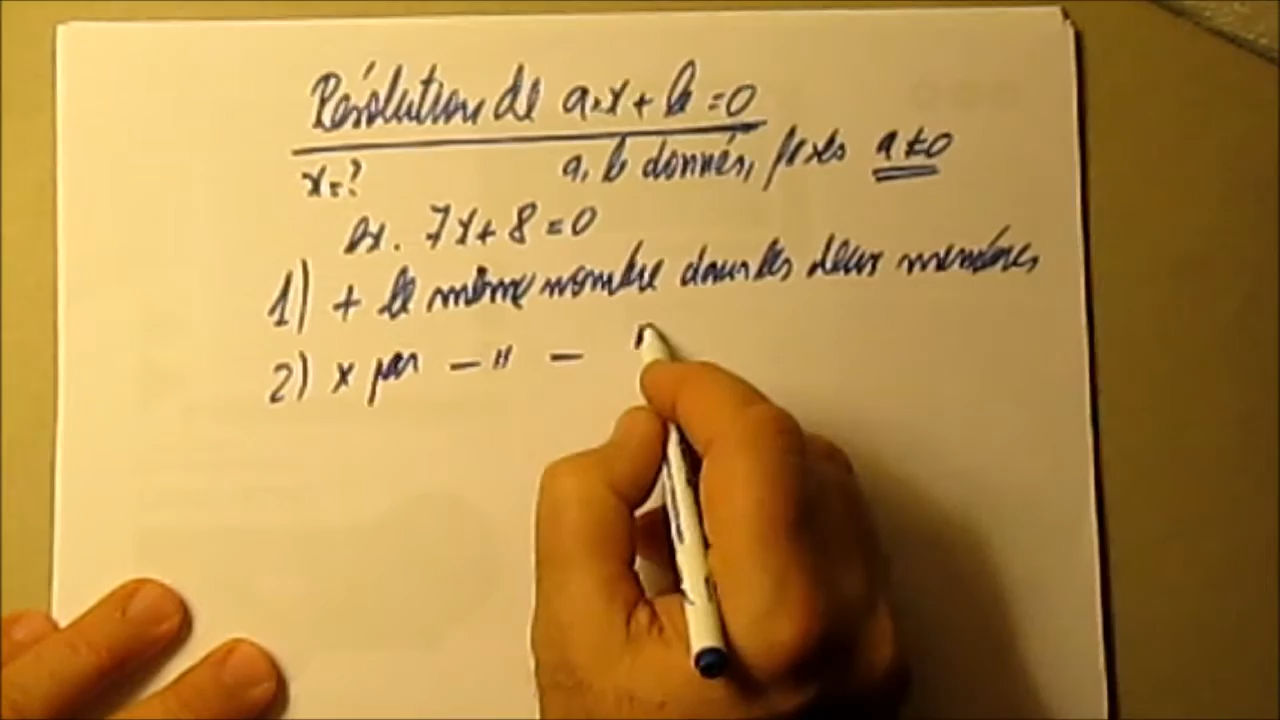 Résolution de a.x + b = 0
x = ? a, b donnés, fixés a ≠ 0
ex. 7x + 8 = 0
1) + le même nombre dans les deux membres
2) x par — " —